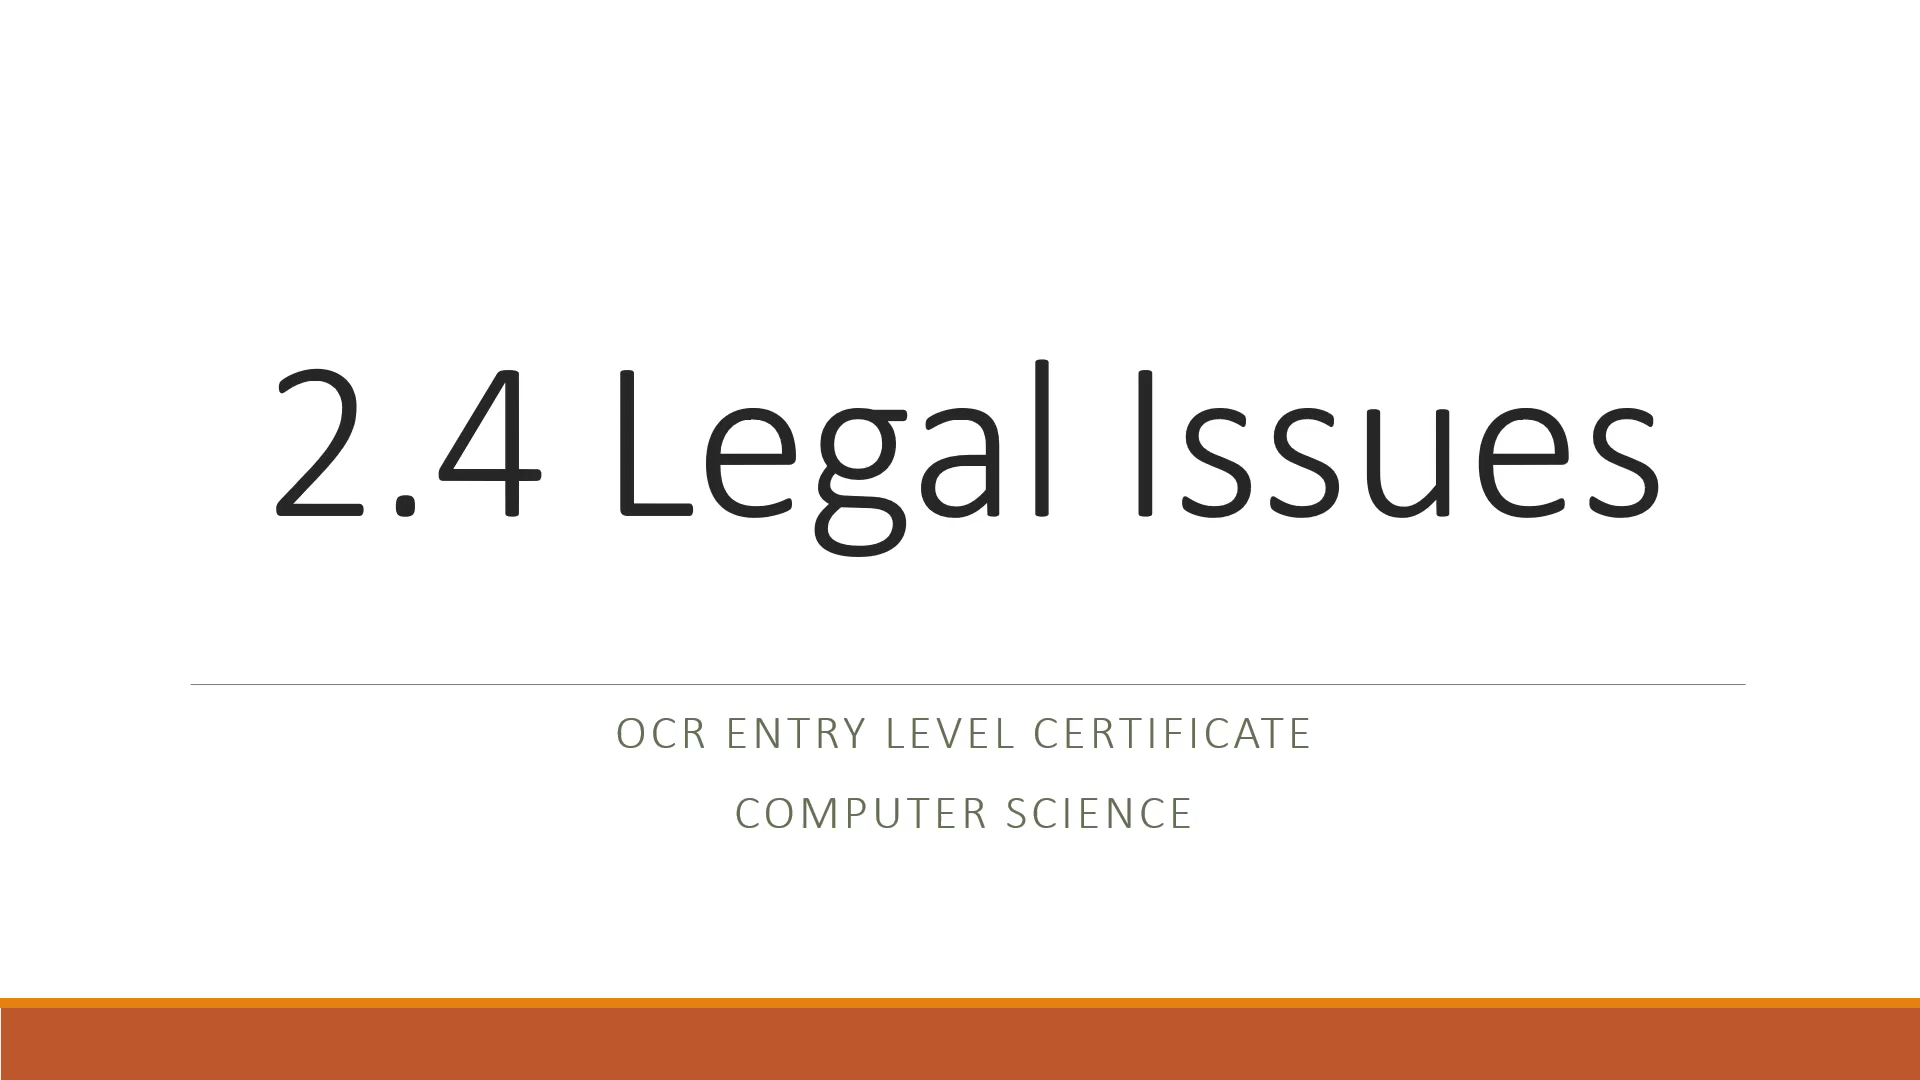 2.4 Legal Issues
OCR ENTRY LEVEL CERTIFICATE
COMPUTER SCIENCE